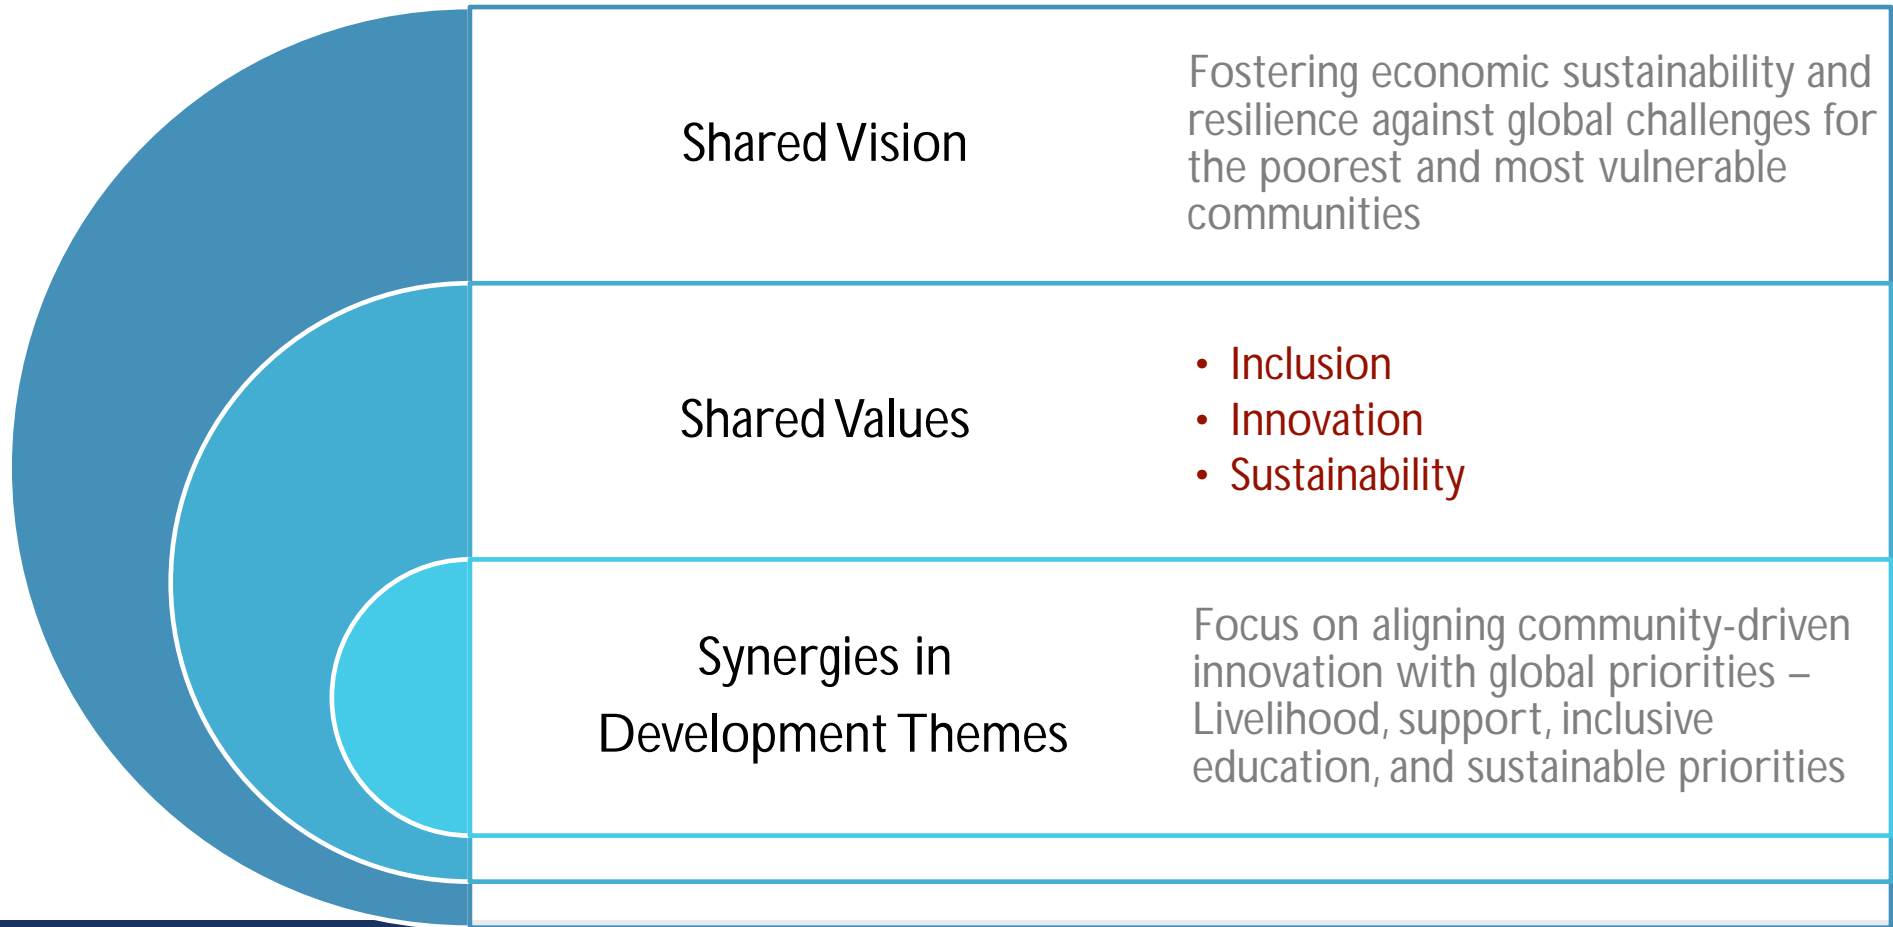 Shared Vision
Fostering economic sustainability and
resilience against global challenges for
the poorest and most vulnerable
communities
Shared Values
• Inclusion
• Innovation
• Sustainability
Synergies in
Development Themes
Focus on aligning community-driven
innovation with global priorities –
Livelihood, support, inclusive
education, and sustainable priorities